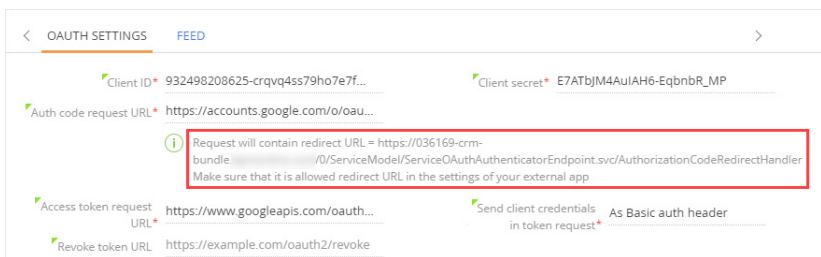 OAUTH SETTINGS FEED
Client ID* 932498208625-crqvq4ss79ho7e7f... Client secret* E7ATbJM4AuIAH6-EqbnbR_MP
Auth code request URL* https://accounts.google.com/o/oau...
Request will contain redirect URL = https://036169-crm-
bundle /0/ServiceModel/ServiceOAuthAuthenticatorEndpoint.svc/AuthorizationCodeRedirectHandler
Make sure that it is allowed redirect URL in the settings of your external app
Access token request URL* https://www.googleapis.com/oauth... Send client credentials in token request* As Basic auth header
Revoke token URL https://example.com/oauth2/revoke